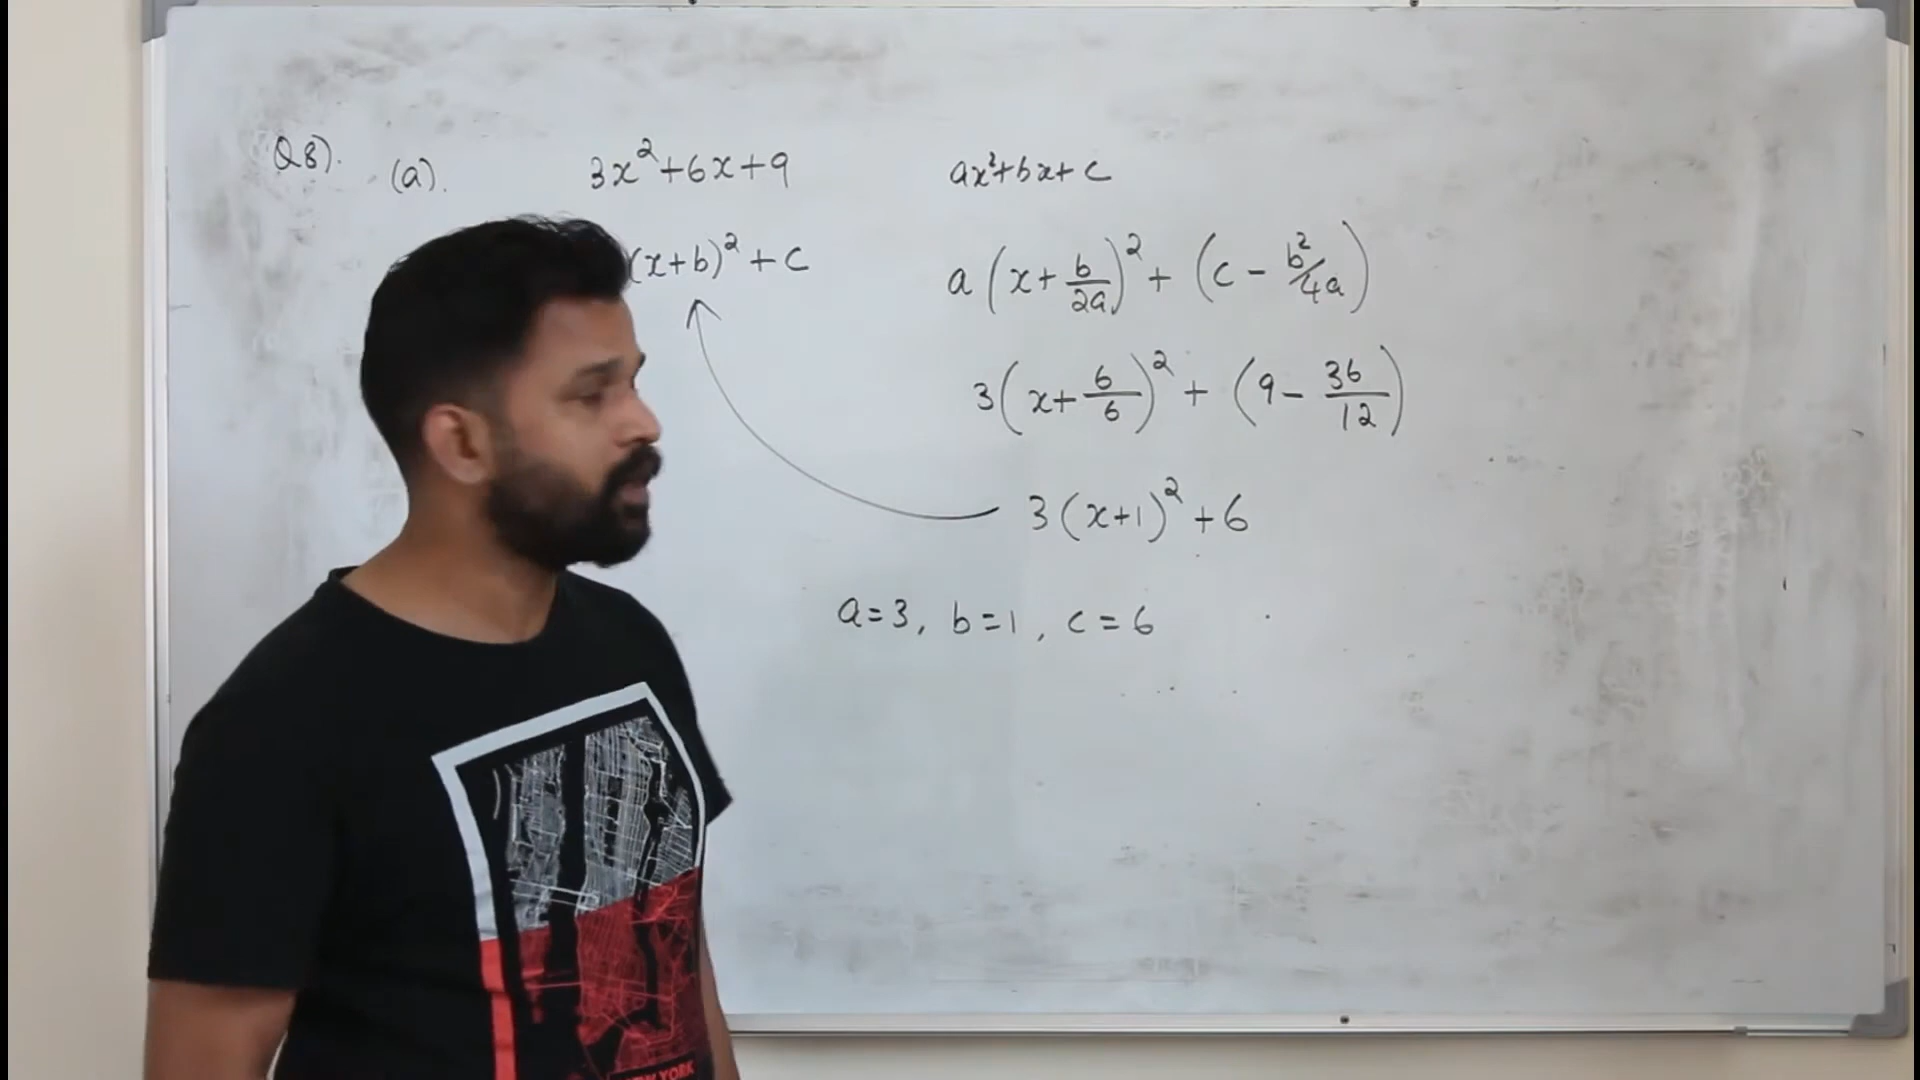 Q8). (a). 3x²+6x+9 ax²+bx+c
(x+b)²+c a(x+b/2a)²+(c-b²/4a)
3(x+6/6)²+(9-36/12)
3(x+1)²+6
a=3, b=1, c=6
YORK